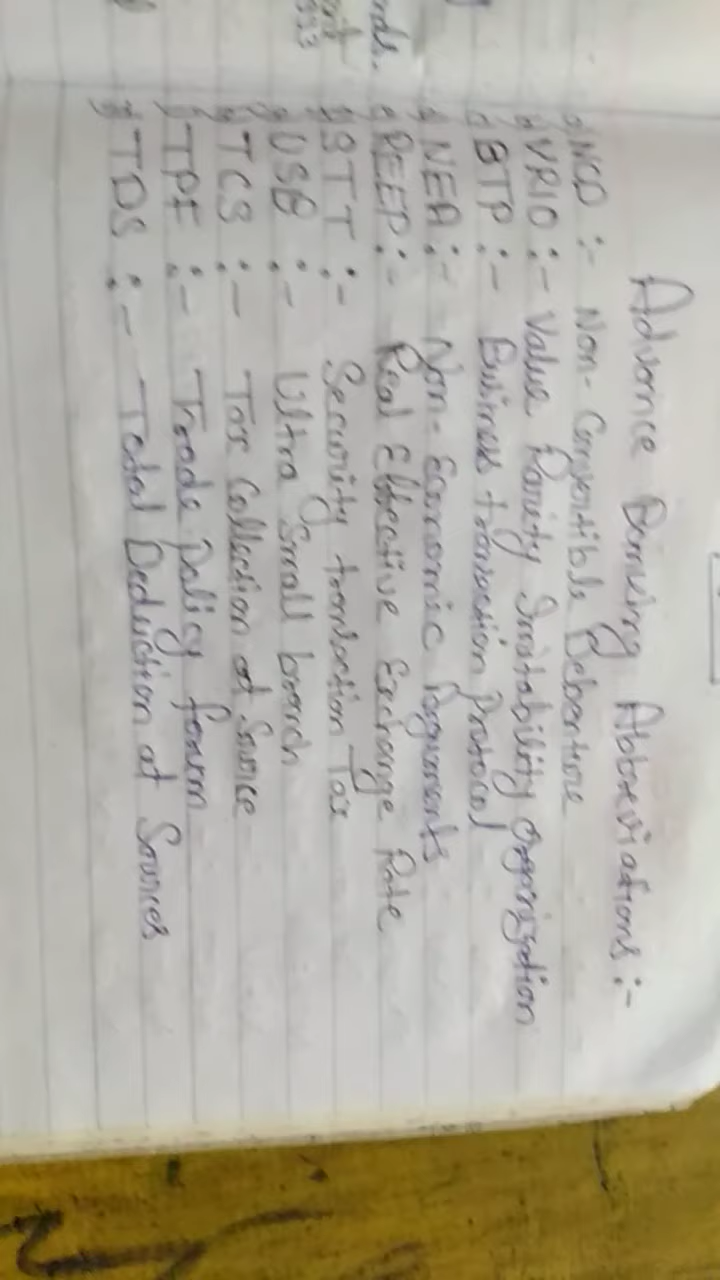 Advance Banking Abbreviations :-
NCD :- Non-Convertible Debenture
VRIO :- Value Rarity Imitability Organization
BTP :- Business transaction Protocol
NEA :- Non-Economic Arguments
REEP :- Real Effective Exchange Rate
STT :- Security transaction Tax
USB :- Ultra Small branch
TCS :- Tax Collection at Source
TPF :- Trade Policy forum
TDS :- Total Deduction at Sources